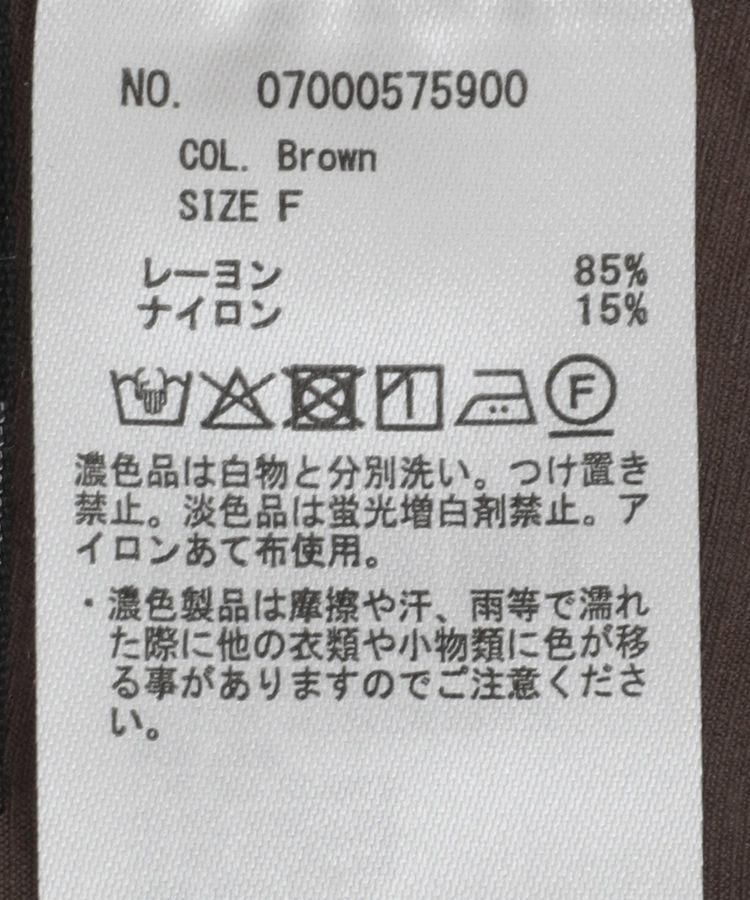 NO. 07000575900
COL. Brown
SIZE F
レーヨン 85%
ナイロン 15%
F
濃色品は白物と分別洗い。つけ置き
禁止。淡色品は蛍光増白剤禁止。ア
イロンあて布使用。
・濃色製品は摩擦や汗、雨等で濡れ
た際に他の衣類や小物類に色が移
る事がありますのでご注意くださ
い。